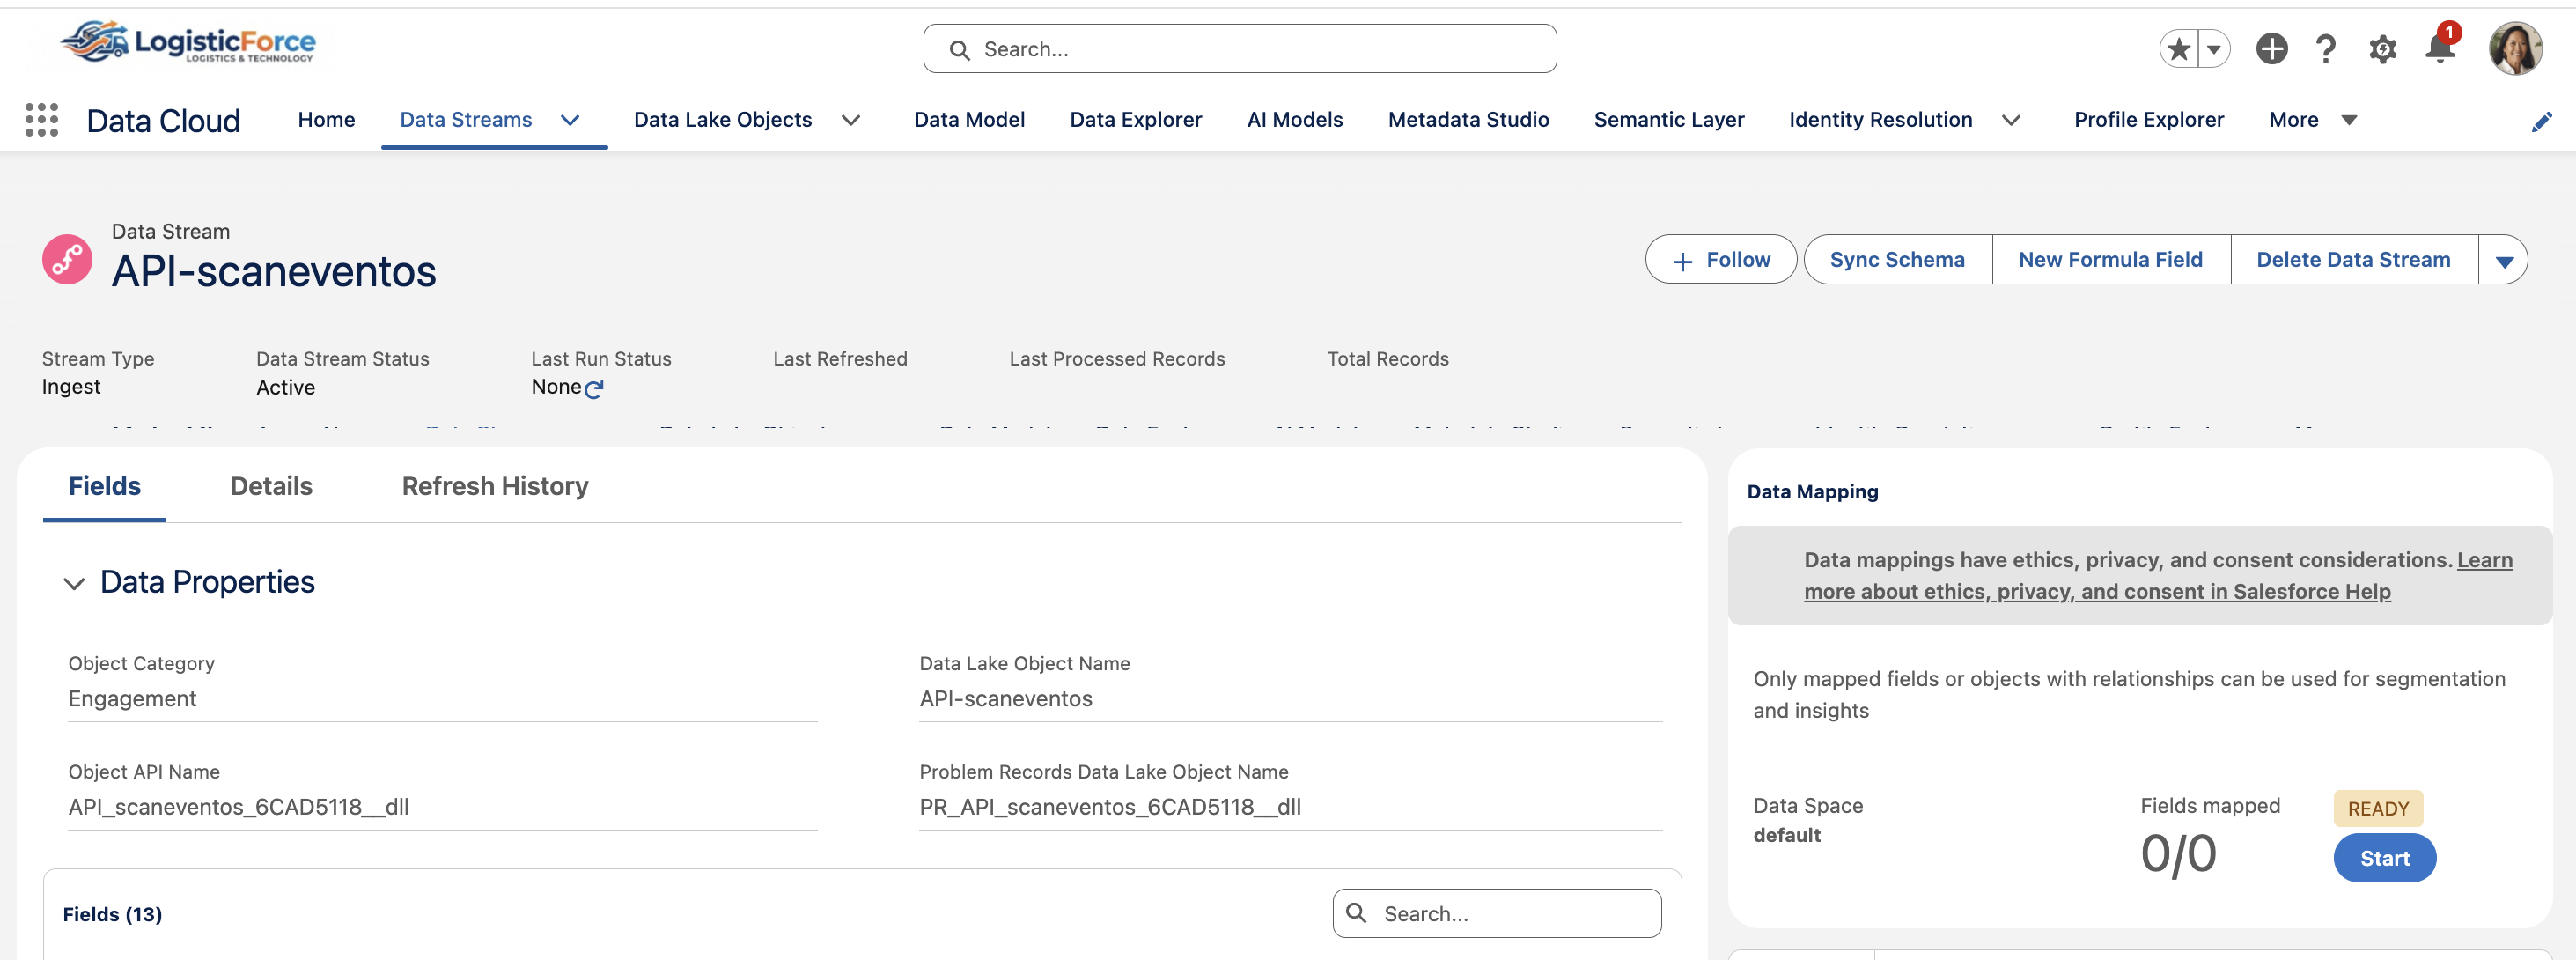 LogisticForce
LOGISTICS & TECHNOLOGY
Search...
1
Data Cloud
Home
Data Streams
Data Lake Objects
Data Model
Data Explorer
AI Models
Metadata Studio
Semantic Layer
Identity Resolution
Profile Explorer
More
Data Stream
API-scaneventos
Follow
Sync Schema
New Formula Field
Delete Data Stream
Stream Type
Ingest
Data Stream Status
Active
Last Run Status
None
Last Refreshed
Last Processed Records
Total Records
Fields
Details
Refresh History
Data Properties
Object Category
Engagement
Data Lake Object Name
API-scaneventos
Object API Name
API_scaneventos_6CAD5118__dll
Problem Records Data Lake Object Name
PR_API_scaneventos_6CAD5118__dll
Fields (13)
Search...
Data Mapping
Data mappings have ethics, privacy, and consent considerations. Learn
more about ethics, privacy, and consent in Salesforce Help
Only mapped fields or objects with relationships can be used for segmentation
and insights
Data Space
default
Fields mapped
0/0
READY
Start